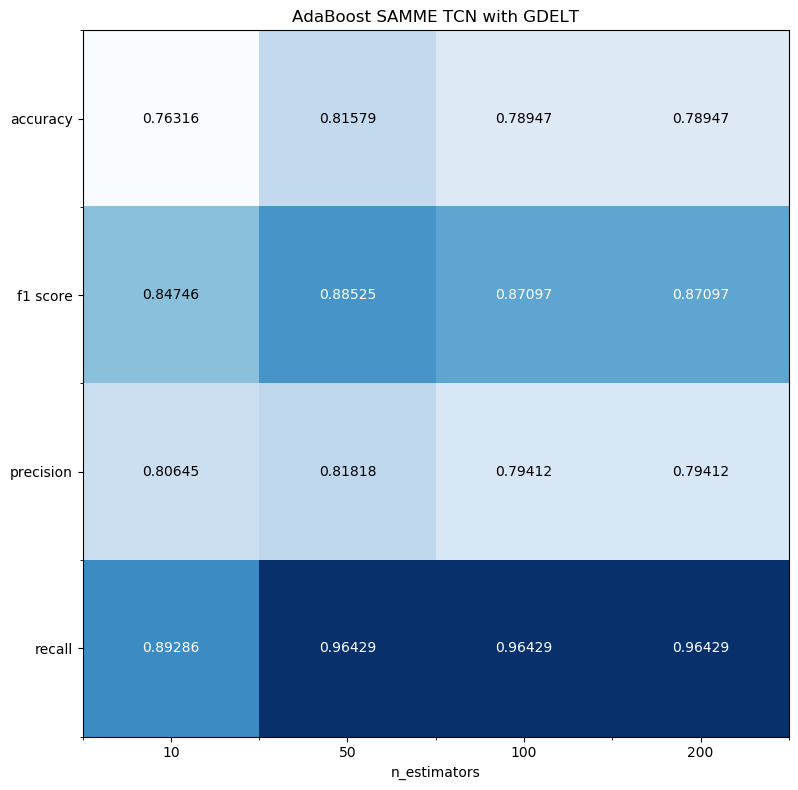 AdaBoost SAMME TCN with GDELT
accuracy 0.76316 0.81579 0.78947 0.78947
f1 score 0.84746 0.88525 0.87097 0.87097
precision 0.80645 0.81818 0.79412 0.79412
recall 0.89286 0.96429 0.96429 0.96429
10 50 100 200
n_estimators